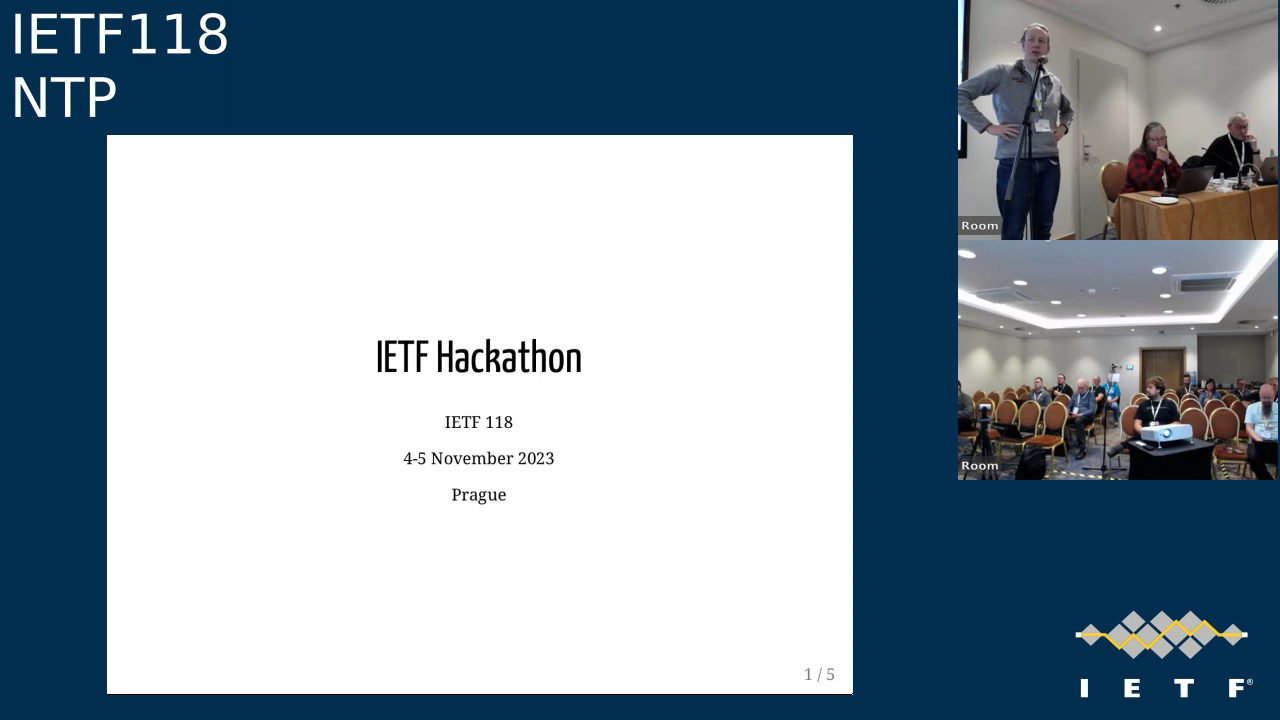 IETF118
NTP
IETF Hackathon
IETF 118
4-5 November 2023
Prague
1 / 5
Room
Room
I E T F®